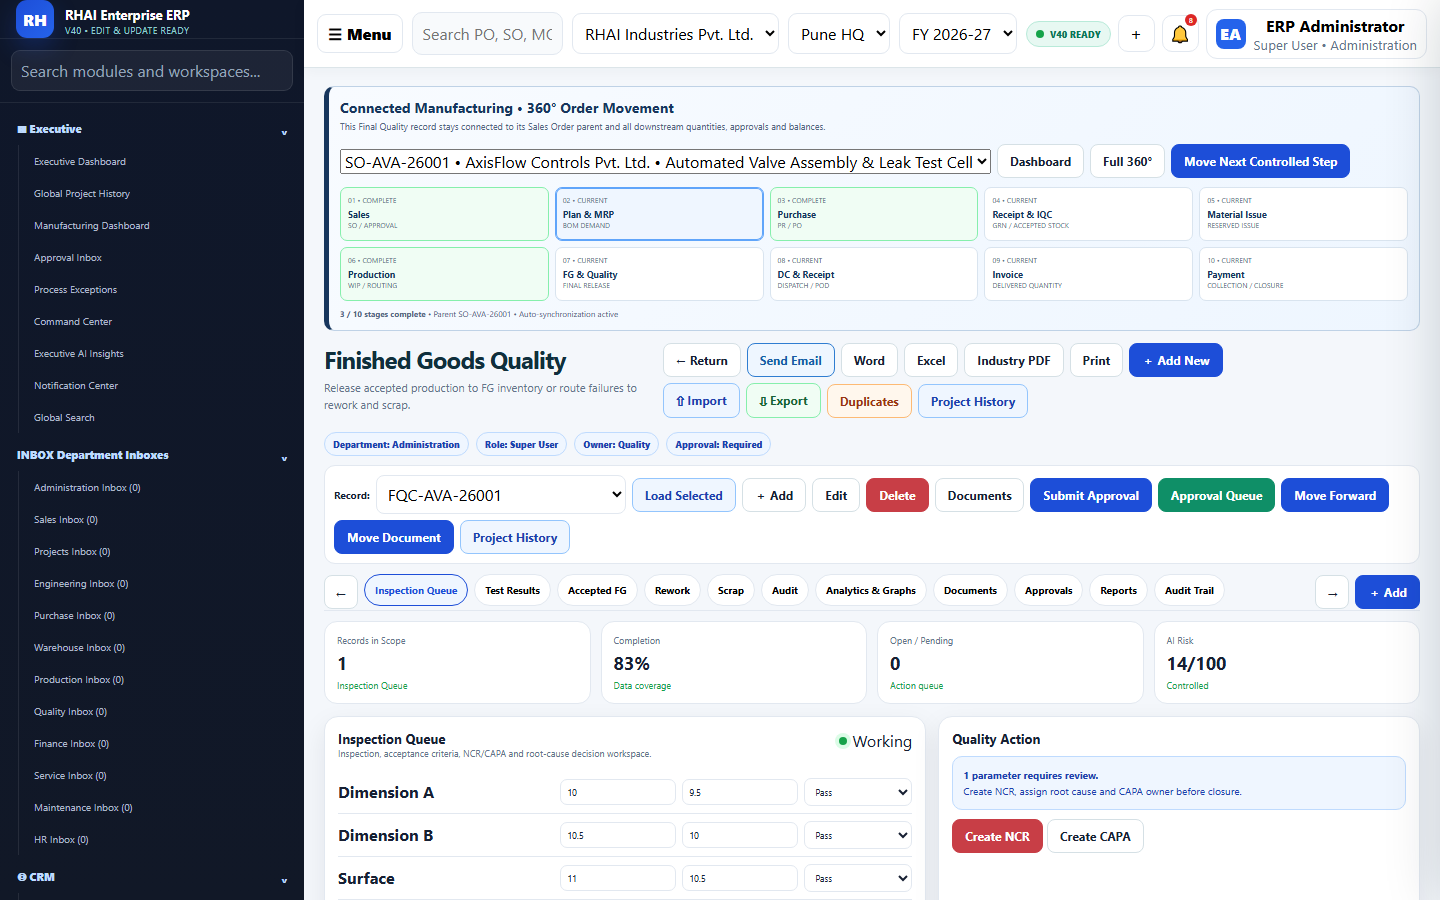 RH
RHAI Enterprise ERP
V40 • EDIT & UPDATE READY
Search modules and workspaces...
Executive
Executive Dashboard
Global Project History
Manufacturing Dashboard
Approval Inbox
Process Exceptions
Command Center
Executive AI Insights
Notification Center
Global Search
INBOX Department Inboxes
Administration Inbox (0)
Sales Inbox (0)
Projects Inbox (0)
Engineering Inbox (0)
Purchase Inbox (0)
Warehouse Inbox (0)
Production Inbox (0)
Quality Inbox (0)
Finance Inbox (0)
Service Inbox (0)
Maintenance Inbox (0)
HR Inbox (0)
CRM
☰ Menu
Search PO, SO, MC
RHAI Industries Pvt. Ltd.
Pune HQ
FY 2026-27
V40 READY
+
8
EA
ERP Administrator
Super User • Administration
Connected Manufacturing • 360° Order Movement
This Final Quality record stays connected to its Sales Order parent and all downstream quantities, approvals and balances.
SO-AVA-26001 • AxisFlow Controls Pvt. Ltd. • Automated Valve Assembly & Leak Test Cell
Dashboard
Full 360°
Move Next Controlled Step
01 • COMPLETE
Sales
SO / APPROVAL
02 • CURRENT
Plan & MRP
BOM DEMAND
03 • COMPLETE
Purchase
PR / PO
04 • CURRENT
Receipt & IQC
GRN / ACCEPTED STOCK
05 • CURRENT
Material Issue
RESERVED ISSUE
06 • COMPLETE
Production
WIP / ROUTING
07 • CURRENT
FG & Quality
FINAL RELEASE
08 • CURRENT
DC & Receipt
DISPATCH / POD
09 • CURRENT
Invoice
DELIVERED QUANTITY
10 • CURRENT
Payment
COLLECTION / CLOSURE
3 / 10 stages complete • Parent SO-AVA-26001 • Auto-synchronization active
Finished Goods Quality
Release accepted production to FG inventory or route failures to
rework and scrap.
← Return
Send Email
Word
Excel
Industry PDF
Print
+ Add New
⇧ Import
⇩ Export
Duplicates
Project History
Department: Administration
Role: Super User
Owner: Quality
Approval: Required
Record:
FQC-AVA-26001
Load Selected
+ Add
Edit
Delete
Documents
Submit Approval
Approval Queue
Move Forward
Move Document
Project History
←
Inspection Queue
Test Results
Accepted FG
Rework
Scrap
Audit
Analytics & Graphs
Documents
Approvals
Reports
Audit Trail
→
+ Add
Records in Scope
1
Inspection Queue
Completion
83%
Data coverage
Open / Pending
0
Action queue
AI Risk
14/100
Controlled
Inspection Queue
Inspection, acceptance criteria, NCR/CAPA and root-cause decision workspace.
Working
Dimension A
10
9.5
Pass
Dimension B
10.5
10
Pass
Surface
11
10.5
Pass
Quality Action
1 parameter requires review.
Create NCR, assign root cause and CAPA owner before closure.
Create NCR
Create CAPA